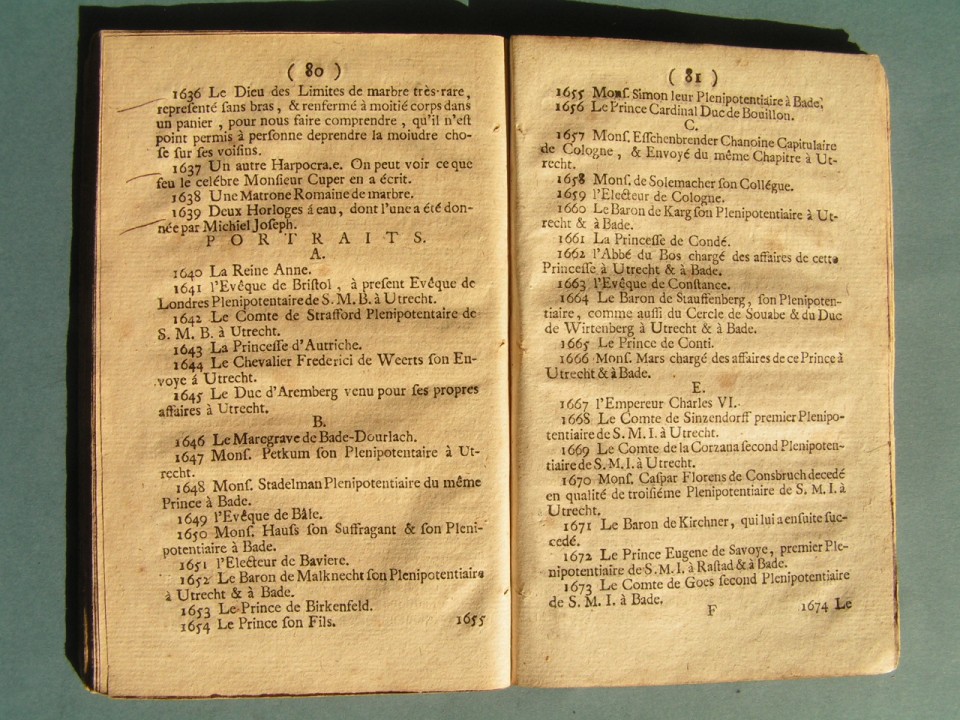 ( 80 )
1636 Le Dieu des Limites de marbre très-rare,
representé sans bras, & renfermé à moitié corps dans
un panier, pour nous faire comprendre, qu'il n'est
point permis à personne deprendre la moiudre cho-
se sur ses voisins.
1637 Un autre Harpocra.e. On peut voir ce que
feu le celébre Monsieur Cuper en a écrit.
1638 Une Matrone Romaine de marbre.
1639 Deux Horloges á eau, dont l'une a été don-
née par Michiel Joseph.
PORTRAITS.
A.
1640 La Reine Anne.
1641 l'Evêque de Bristol, à present Evêque de
Londres Plenipotentaire de S. M. B. à Utrecht.
1642 Le Comte de Strafford Plenipotentaire de
S. M. B. à Utrecht.
1643 La Princesse d'Autriche.
1644 Le Chevalier Frederici de Weerts son En-
voye á Utrecht.
1645 Le Duc d'Aremberg venu pour ses propres
affaires à Utrecht.
B.
1646 Le Marcgrave de Bade-Dourlach.
1647 Mons. Petkum son Plenipotentaire à Ut-
recht.
1648 Mons. Stadelman Plenipotentiaire du même
Prince à Bade.
1649 l'Evêque de Bâle.
1650 Mons. Hauss son Suffragant & son Pleni-
potentiaire à Bade.
1651 l'Electeur de Baviere.
1652 Le Baron de Malknecht son Plenipotentiaire
à Utrecht & à Bade.
1653 Le Prince de Birkenfeld.
1654 Le Prince son Fils.
1655
( 81 )
1655 Mons. Simon leur Plenipotentiaire à Bade.
1656 Le Prince Cardinal Duc de Bouillon.
C.
1657 Mons. Esschenbrender Chanoine Capitulaire
de Cologne, & Envoyé du même Chapitre à Ut-
recht.
1658 Mons. de Solemacher son Collégue.
1659 l'Electeur de Cologne.
1660 Le Baron de Karg son Plenipotentiaire à Ut-
recht & à Bade.
1661 La Princesse de Condé.
1662 l'Abbé du Bos chargé des affaires de cette
Princesse à Utrecht & à Bade.
1663 l'Evêque de Constance.
1664 Le Baron de Stauffenberg, son Plenipoten-
tiaire, comme aussi du Cercle de Souabe & du Duc
de Wirtenberg à Utrecht & à Bade.
1665 Le Prince de Conti.
1666 Mons. Mars chargé des affaires de ce Prince à
Utrecht & à Bade.
E.
1667 l'Empereur Charles VI.
1668 Le Comte de Sinzendorff premier Plenipo-
tentiaire de S. M. I. à Utrecht.
1669 Le Comte de la Corzana second Plenipoten-
tiaire de S. M. I. à Utrecht.
1670 Mons. Caspar Florens de Consbruch decedé
en qualité de troisiéme Plenipotentiaire de S. M. I. à
Utrecht.
1671 Le Baron de Kirchner, qui lui a ensuite suc-
cedé.
1672 Le Prince Eugene de Savoye, premier Ple-
nipotentiaire de S. M. I. à Rastad & à Bade.
1673 Le Comte de Goes second Plenipotentiaire
de S. M. I. à Bade.
F 1674 Le